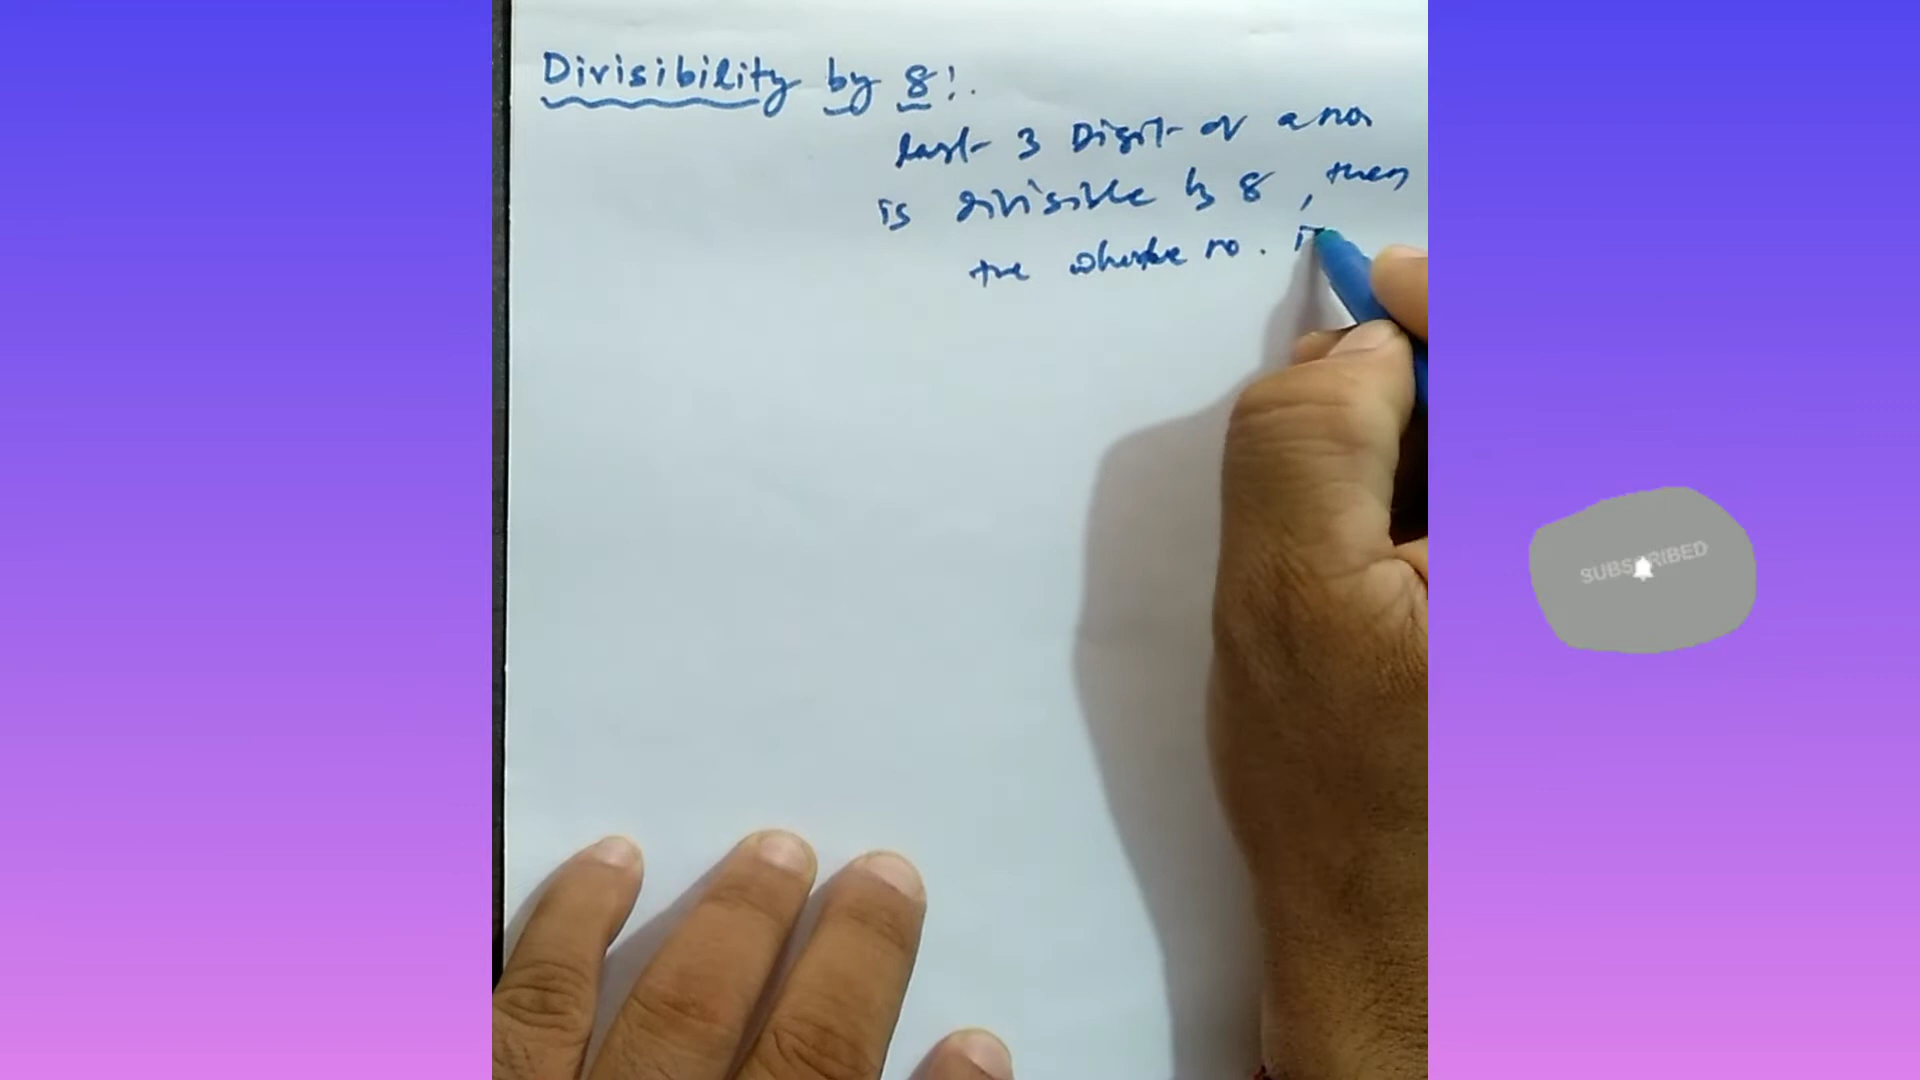 Divisibility by 8:.
last 3 Digit of a no.
is divisible by 8, then
the whole no. i
SUBSCRIBED